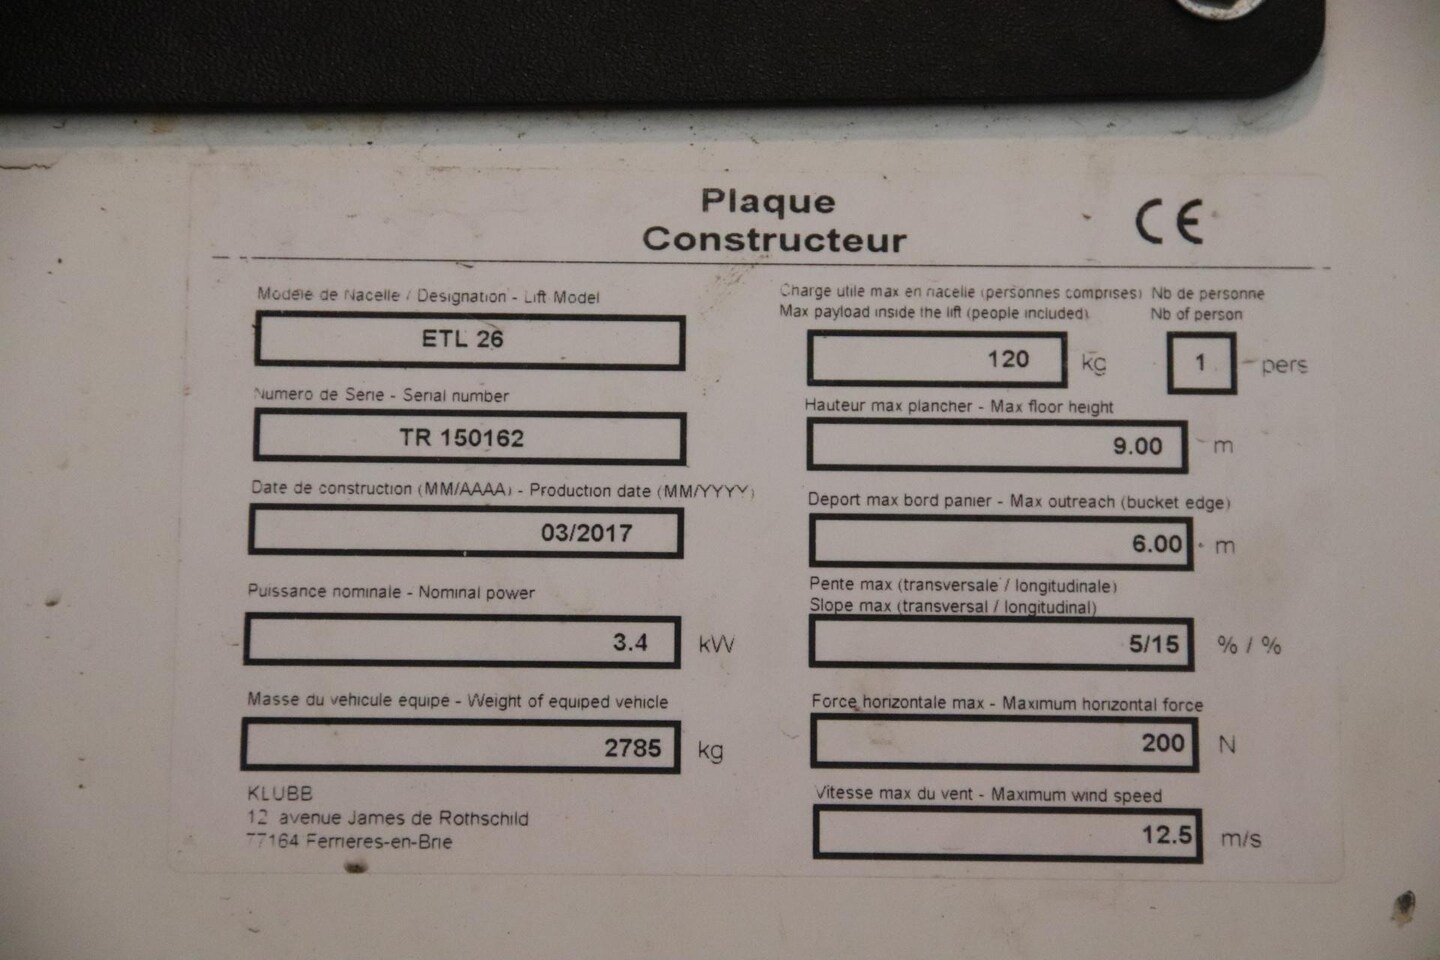 Plaque
Constructeur
CE
Modèle de Nacelle / Designation - Lift Model
ETL 26
Numero de Serie - Serial number
TR 150162
Date de construction (MM/AAAA) - Production date (MM/YYYY)
03/2017
Puissance nominale - Nominal power
3.4 kW
Masse du vehicule equipe - Weight of equiped vehicle
2785 kg
KLUBB
12 avenue James de Rothschild
77164 Ferrieres-en-Brie
Charge utile max en nacelle (personnes comprises) Nb de personne
Max payload inside the lift (people included) Nb of person
120 kg 1 pers
Hauteur max plancher - Max floor height
9.00 m
Deport max bord panier - Max outreach (bucket edge)
6.00 m
Pente max (transversale / longitudinale)
Slope max (transversal / longitudinal)
5/15 % / %
Force horizontale max - Maximum horizontal force
200 N
Vitesse max du vent - Maximum wind speed
12.5 m/s